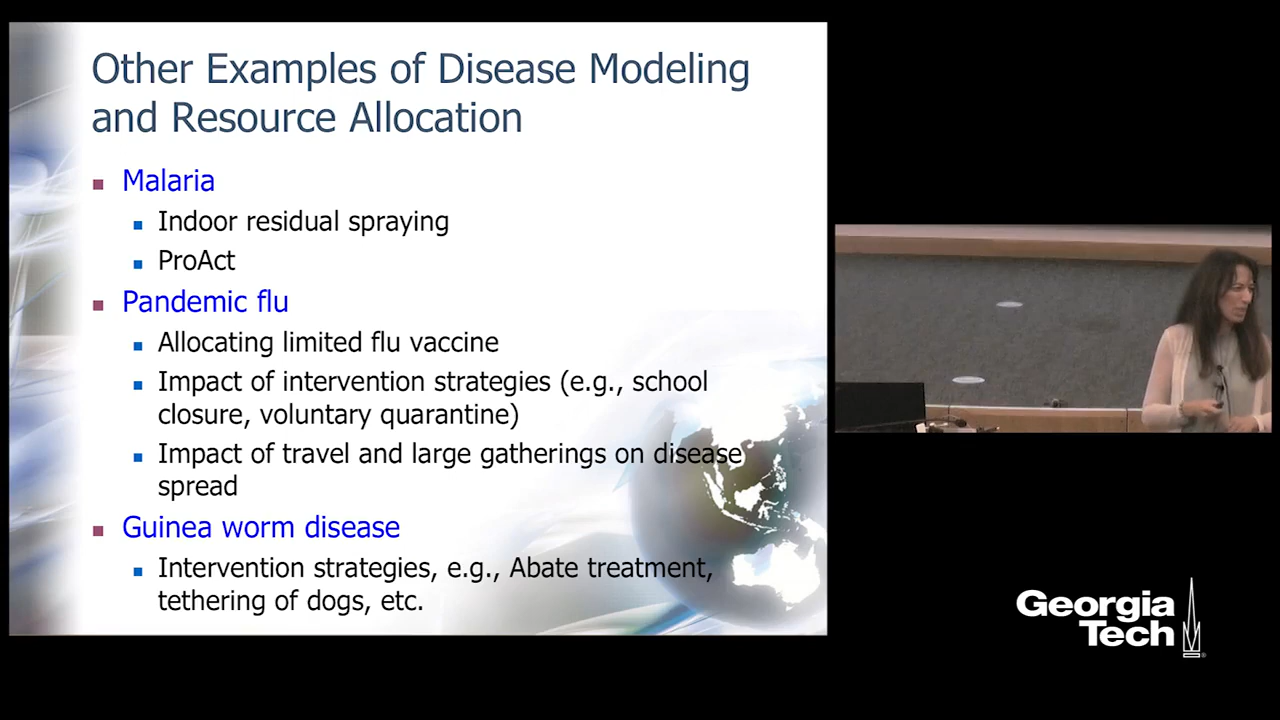 Other Examples of Disease Modeling
and Resource Allocation
Malaria
Indoor residual spraying
ProAct
Pandemic flu
Allocating limited flu vaccine
Impact of intervention strategies (e.g., school
closure, voluntary quarantine)
Impact of travel and large gatherings on disease
spread
Guinea worm disease
Intervention strategies, e.g., Abate treatment,
tethering of dogs, etc.
Georgia
Tech